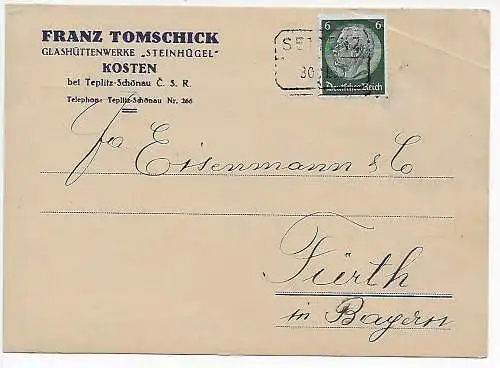 FRANZ TOMSCHICK
GLASHÜTTENWERKE „STEINHÜGEL“
KOSTEN
bei Teplitz-Schönau Č. S. R.
Telephon: Teplitz-Schönau Nr. 266
6 6
Deutsches Reich
30
Fa. Eisenmann & C
Fürth
in Bayern